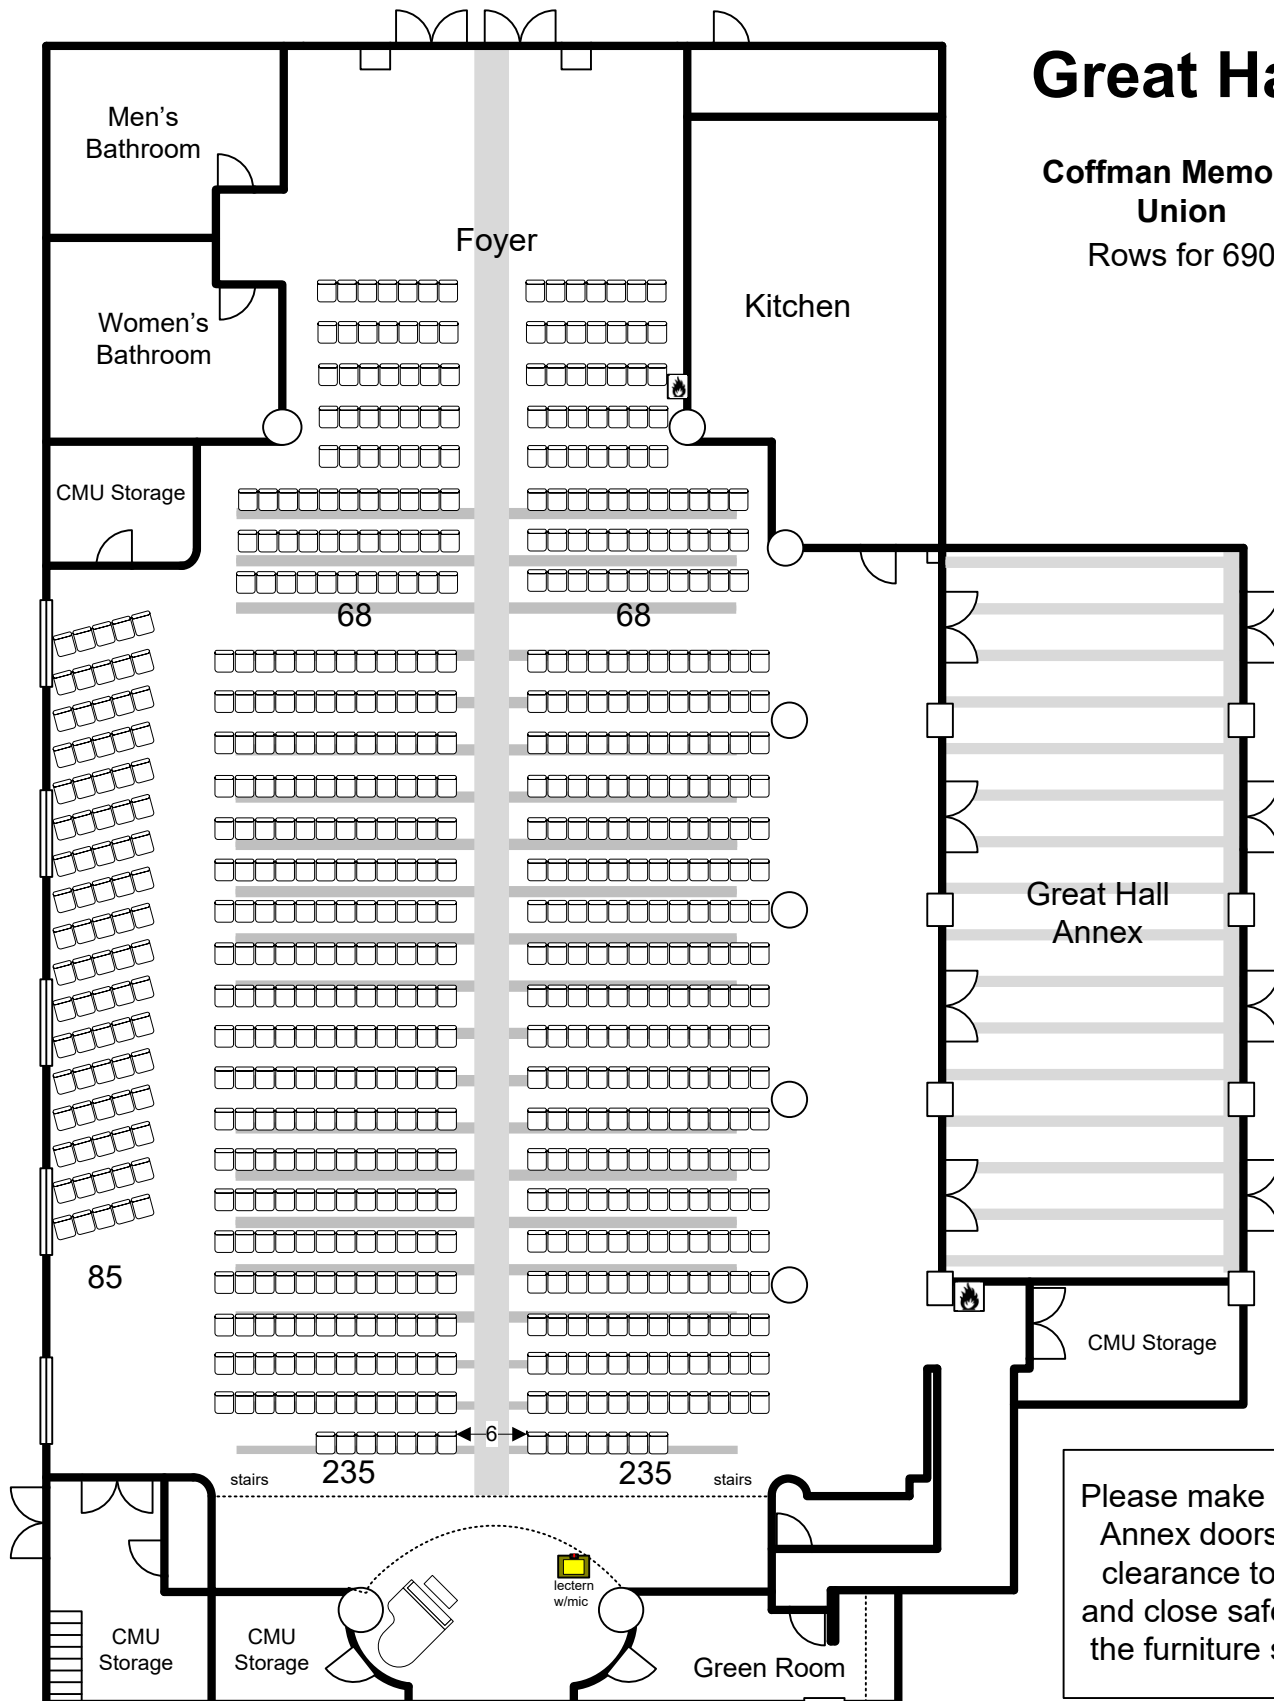 Great Ha
Coffman Memo
Union
Rows for 690
Men's
Bathroom
Foyer
Women's
Bathroom
Kitchen
CMU Storage
68
68
Great Hall
Annex
85
CMU Storage
6
235
235
stairs
stairs
Please make
Annex doors
clearance to
and close safe
the furniture s
lectern
w/mic
CMU
Storage
CMU
Storage
Green Room